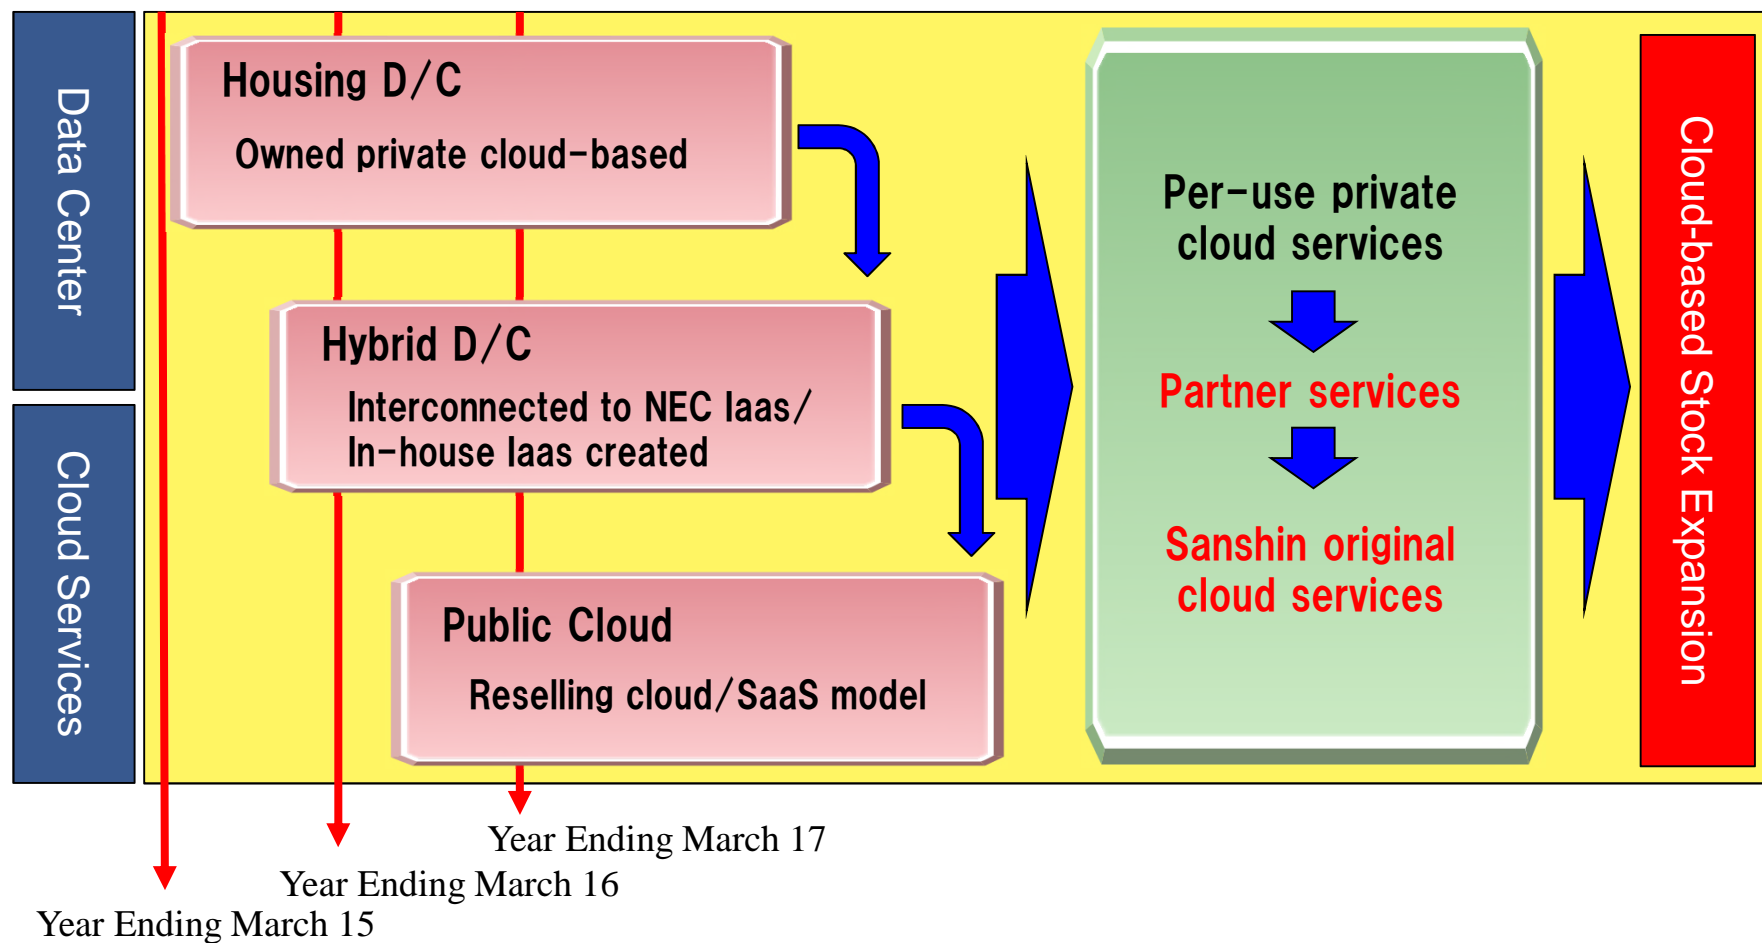 Data Center
Cloud Services
Housing D/C
Owned private cloud-based
Hybrid D/C
Interconnected to NEC Iaas/
In-house Iaas created
Public Cloud
Reselling cloud/SaaS model
Per-use private
cloud services
Partner services
Sanshin original
cloud services
Cloud-based Stock Expansion
Year Ending March 17
Year Ending March 16
Year Ending March 15